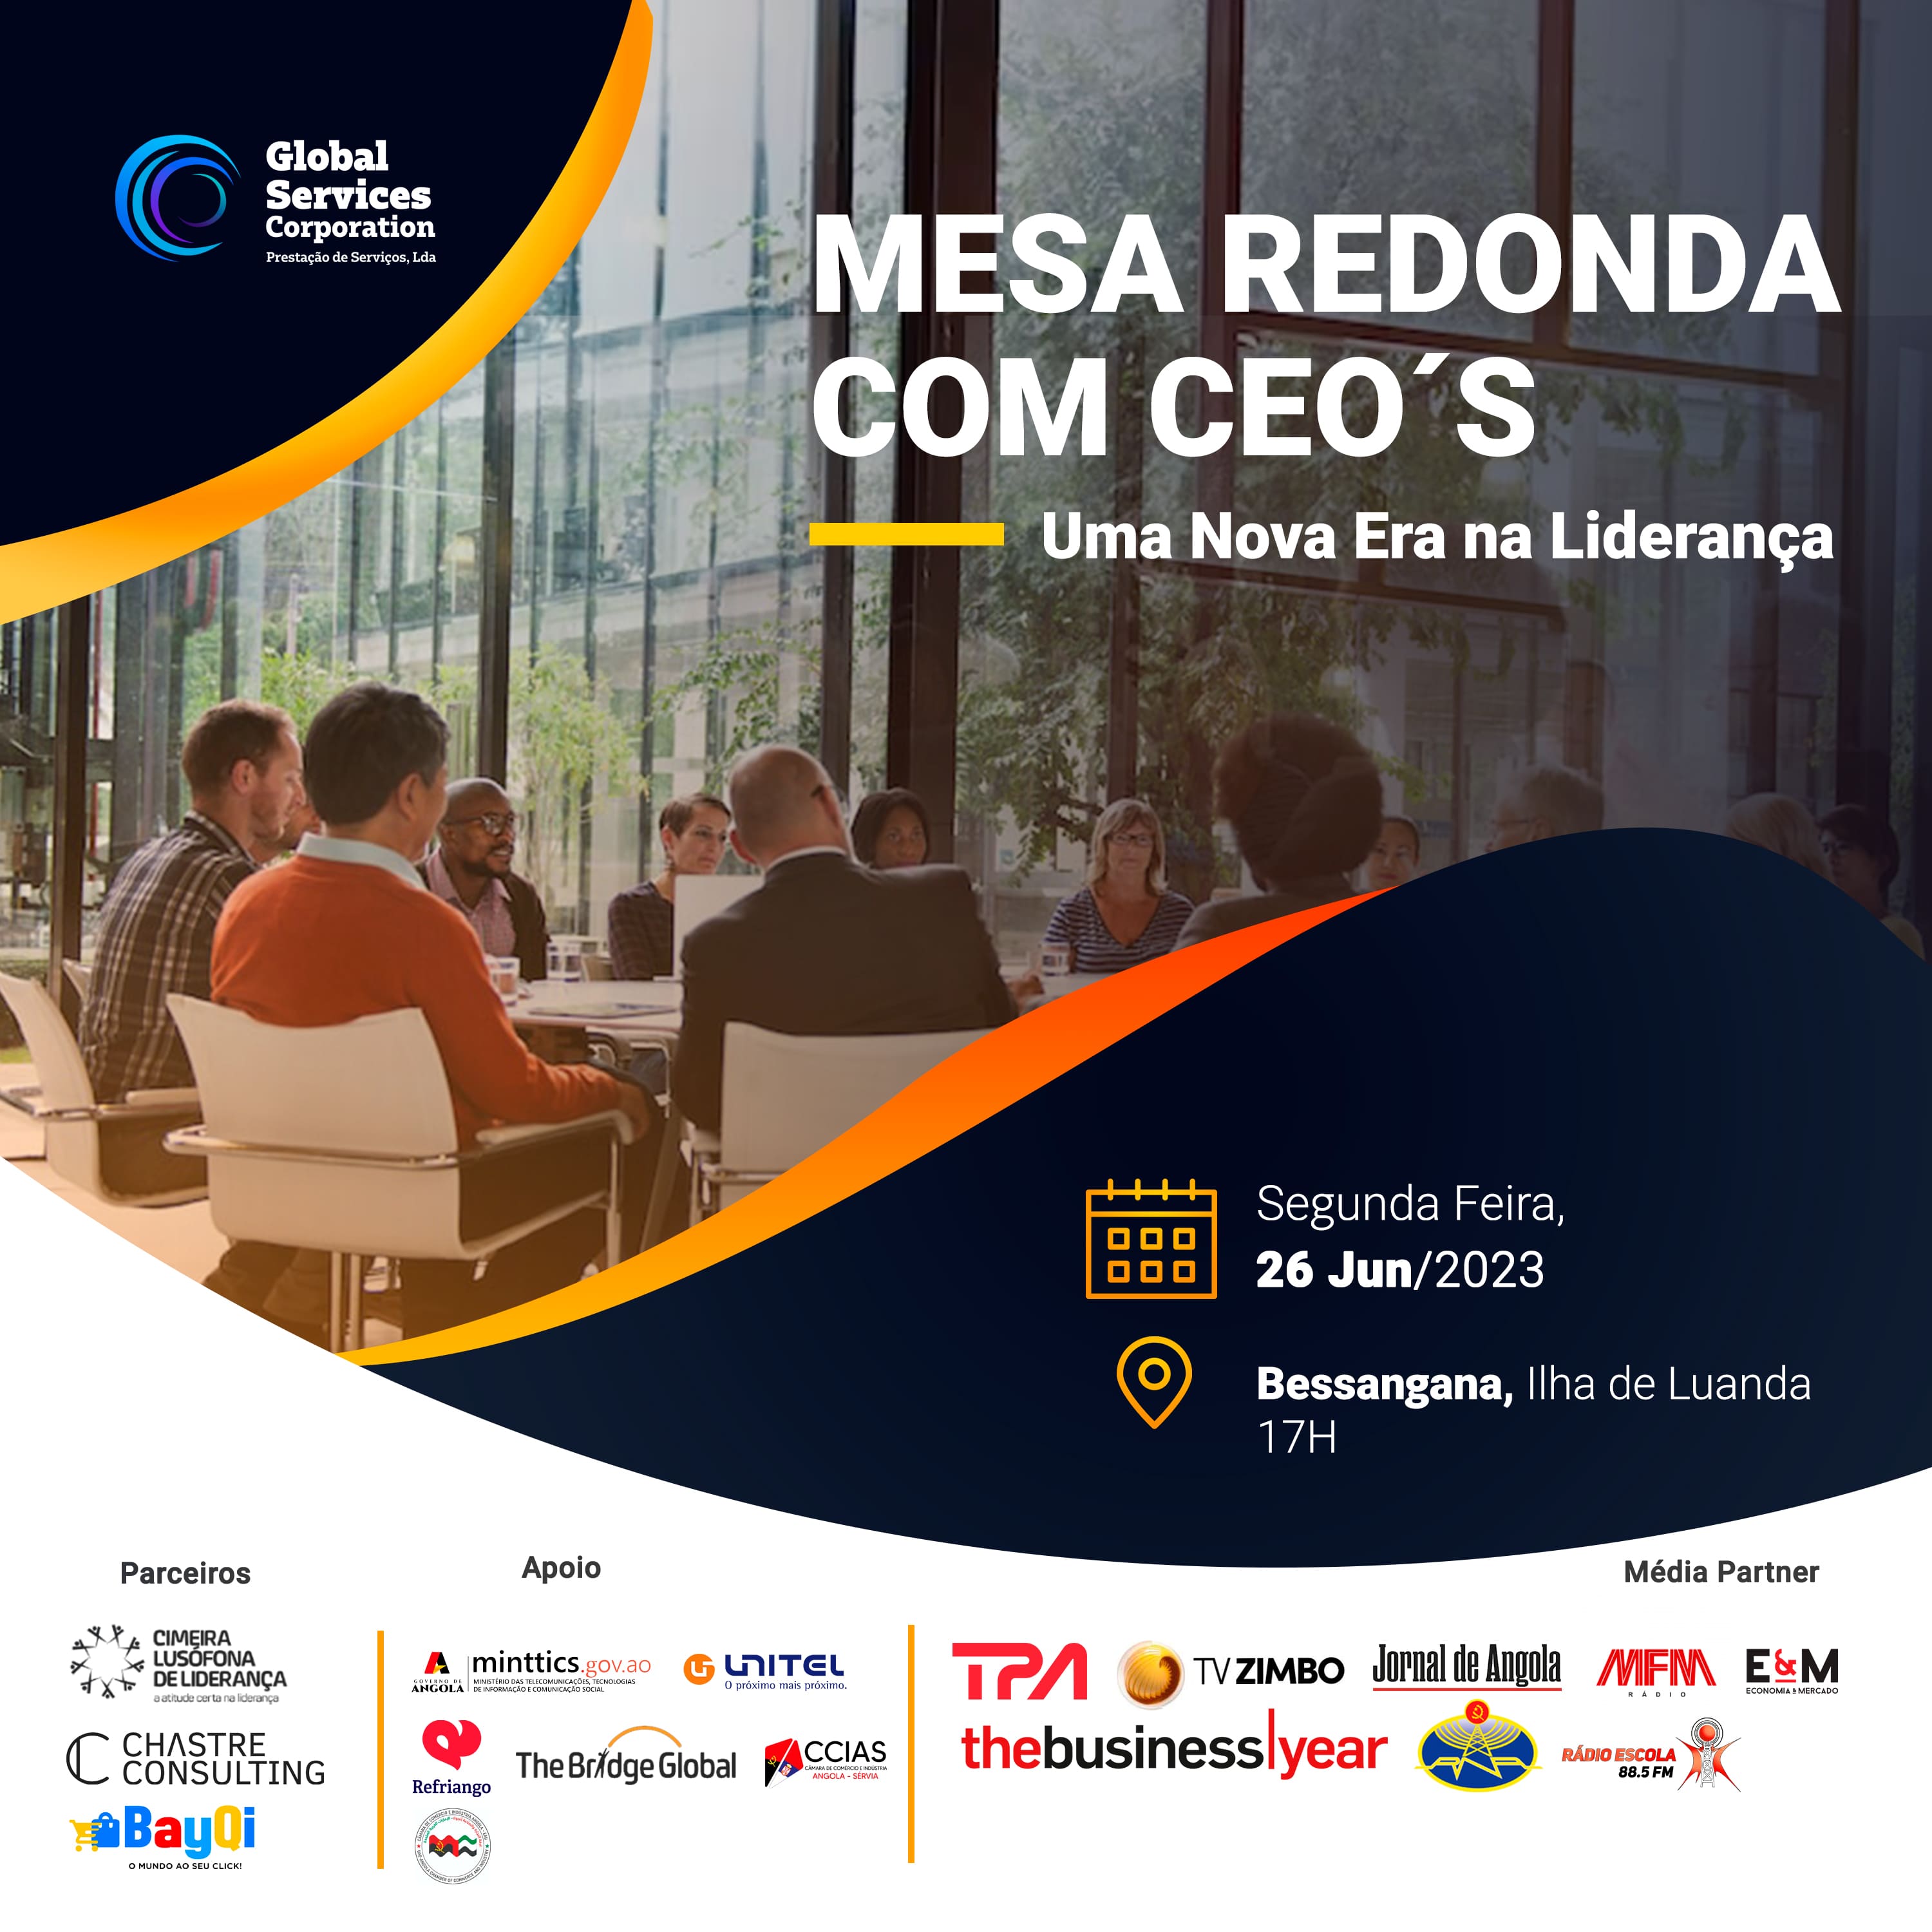 Global
Services
Corporation
Prestação de Serviços, Lda
MESA REDONDA
COM CEO´S
Uma Nova Era na Liderança
Segunda Feira,
26 Jun/2023
Bessangana, Ilha de Luanda
17H
Parceiros
CIMEIRA
LUSÓFONA
DE LIDERANÇA
a atitude certa na liderança
CHASTRE
CONSULTING
BayQi
O MUNDO AO SEU CLICK!
Apoio
GOVERNO DE
ANGOLA
minttics.gov.ao
MINISTÉRIO DAS TELECOMUNICAÇÕES, TECNOLOGIAS
DE INFORMAÇÃO E COMUNICAÇÃO SOCIAL
UNITEL
O próximo mais próximo.
Refriango
The Bridge Global
CCIAS
CÂMARA DE COMÉRCIO E INDÚSTRIA
ANGOLA - SÉRVIA
Média Partner
TPA
TV ZIMBO
Jornal de Angola
MFM
RÁDIO
E&M
ECONOMIA & MERCADO
thebusiness|year
RÁDIO ESCOLA
88.5 FM